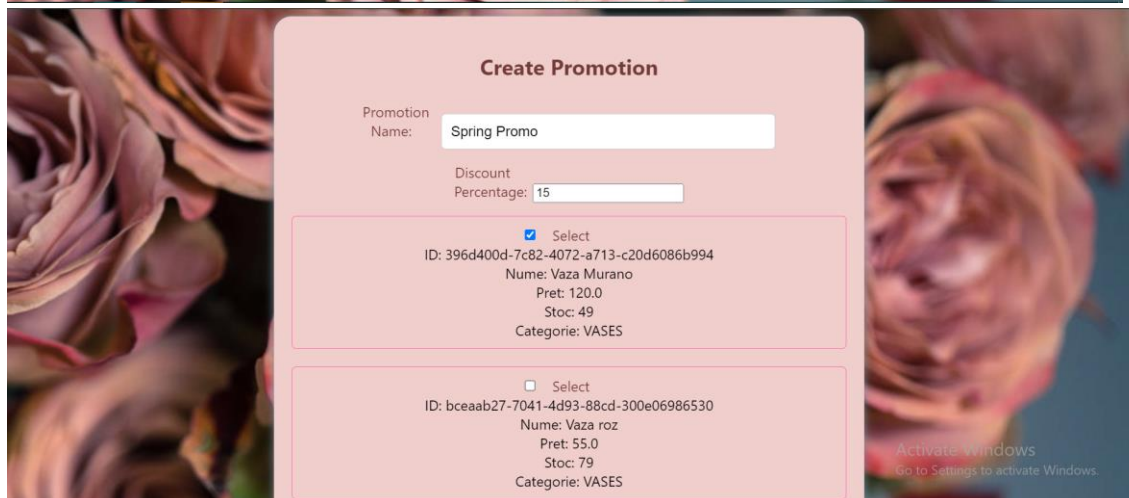 Create Promotion
Promotion
Name:
Spring Promo
Discount
Percentage: 15
Select
ID: 396d400d-7c82-4072-a713-c20d6086b994
Nume: Vaza Murano
Pret: 120.0
Stoc: 49
Categorie: VASES
Select
ID: bceaab27-7041-4d93-88cd-300e06986530
Nume: Vaza roz
Pret: 55.0
Stoc: 79
Categorie: VASES
Activate Windows
Go to Settings to activate Windows.